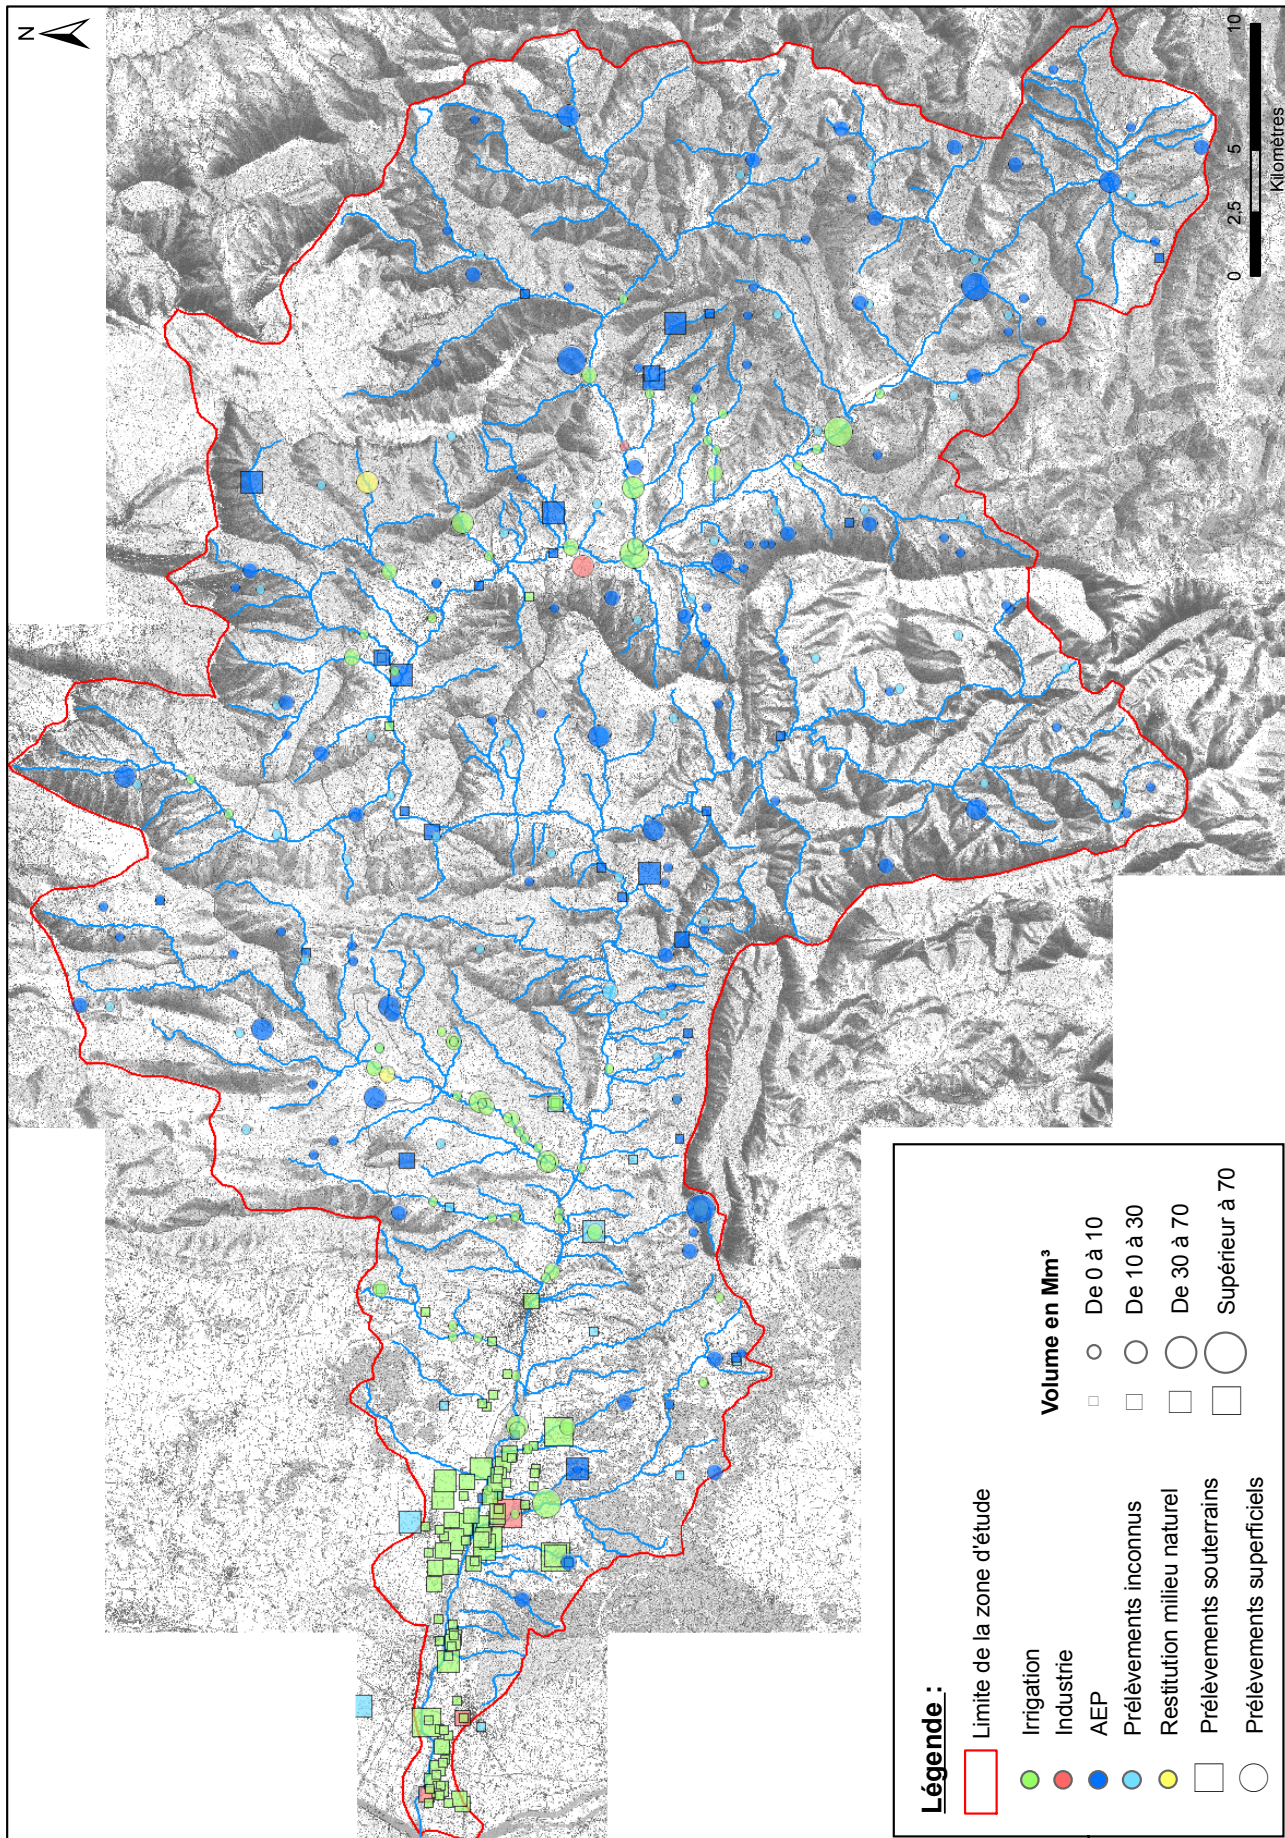 N
Légende :
Limite de la zone d'étude
Irrigation
Industrie
AEP
Prélèvements inconnus
Restitution milieu naturel
Prélèvements souterrains
Prélèvements superficiels
Volume en Mm³
De 0 à 10
De 10 à 30
De 30 à 70
Supérieur à 70
0 2,5 5 10
Kilomètres